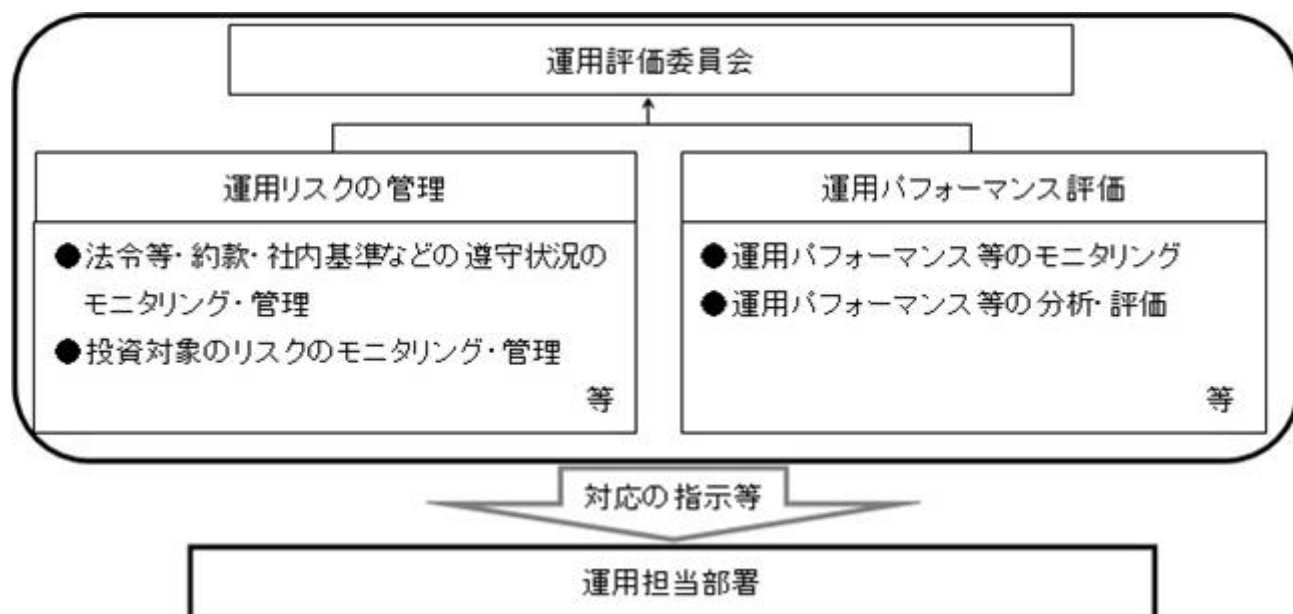 運用評価委員会
運用リスクの管理
●法令等・約款・社内基準などの遵守状況の
モニタリング・管理
●投資対象のリスクのモニタリング・管理
等
運用パフォーマンス評価
●運用パフォーマンス等のモニタリング
●運用パフォーマンス等の分析・評価
等
対応の指示等
運用担当部署